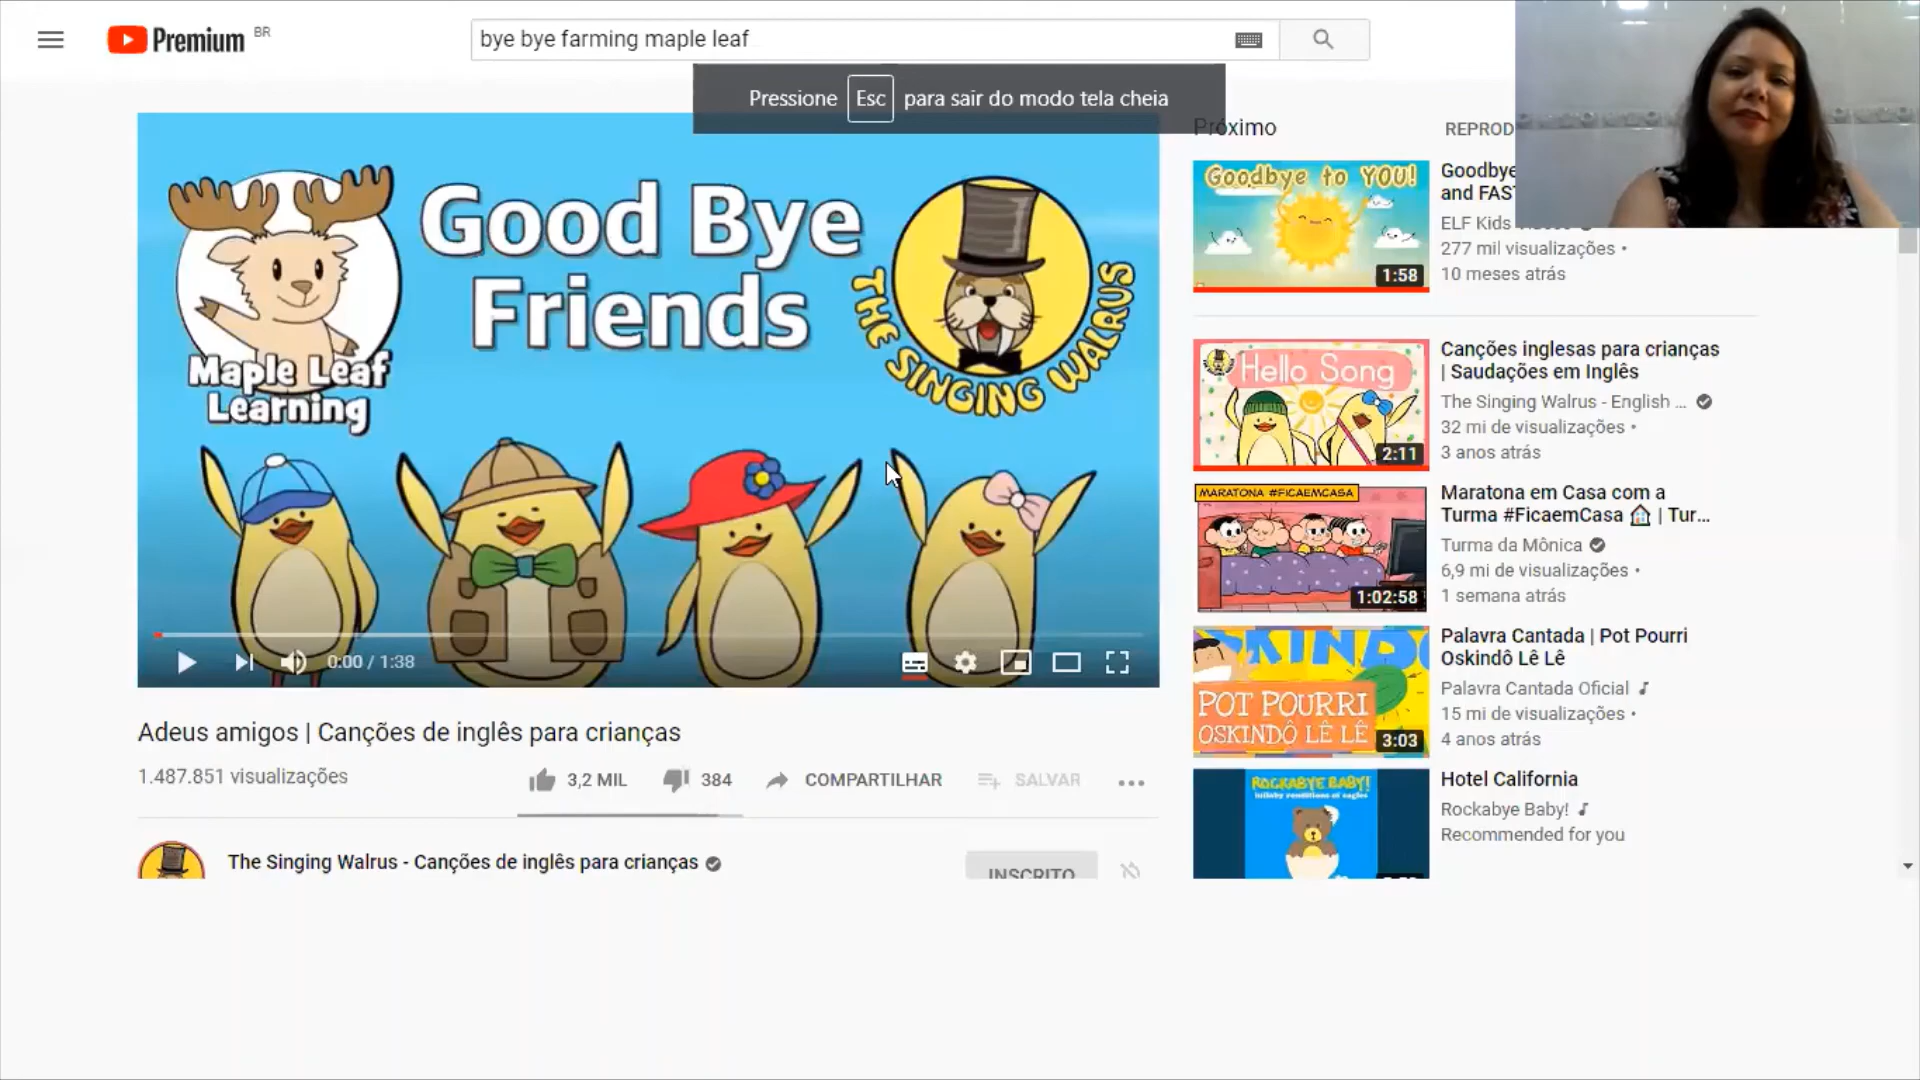 Premium BR
bye bye farming maple leaf
Pressione Esc para sair do modo tela cheia
Good Bye
Friends
Maple Leaf
Learning
THE SINGING WALRUS
0:00 / 1:38
Adeus amigos | Canções de inglês para crianças
1.487.851 visualizações
3,2 MIL
384
COMPARTILHAR
SALVAR
The Singing Walrus - Canções de inglês para crianças
INSCRITO
Próximo
REPROD
Goodbye to YOU!
1:58
Goodbye
and FAST
ELF Kids
277 mil visualizações •
10 meses atrás
Hello Song
2:11
Canções inglesas para crianças
| Saudações em Inglês
The Singing Walrus - English ...
32 mi de visualizações •
3 anos atrás
MARATONA #FICAEMCASA
1:02:58
Maratona em Casa com a
Turma #FicaemCasa 🏠 | Tur...
Turma da Mônica
6,9 mi de visualizações •
1 semana atrás
POT POURRI
OSKINDÔ LÊ LÊ
3:03
Palavra Cantada | Pot Pourri
Oskindô Lê Lê
Palavra Cantada Oficial
15 mi de visualizações •
4 anos atrás
ROCKABYE BABY!
lullaby renditions of eagles
Hotel California
Rockabye Baby!
Recommended for you